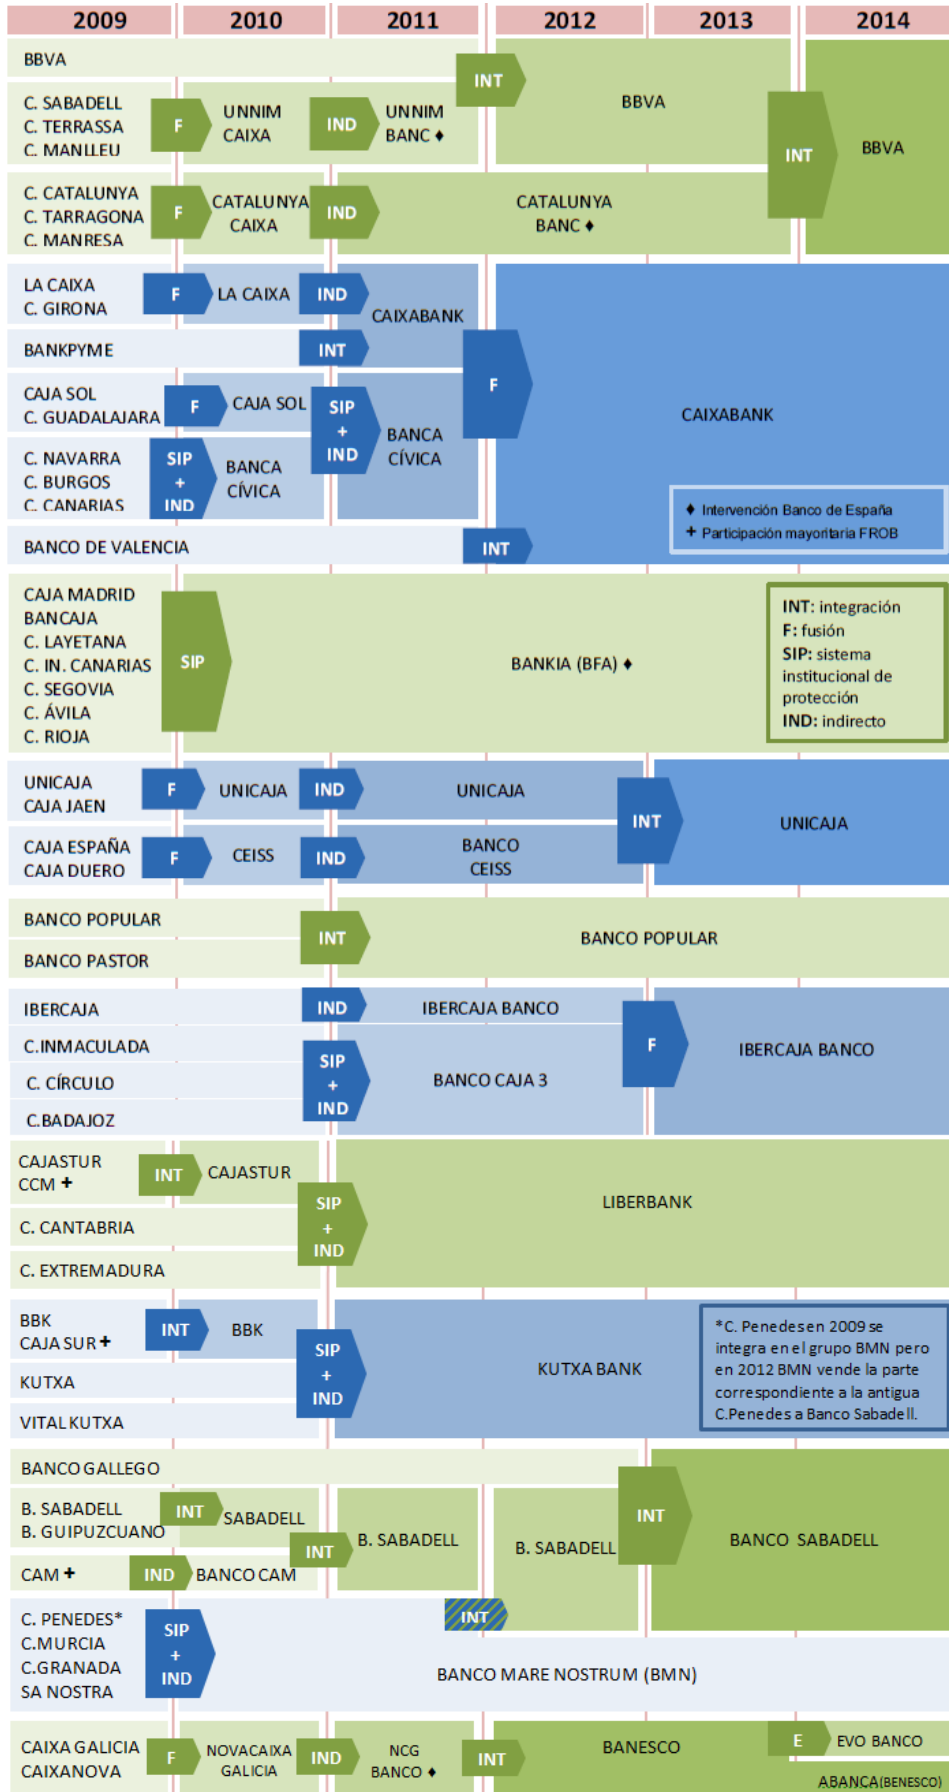 2009 2010 2011 2012 2013 2014
BBVA
INT
BBVA
C. SABADELL
C. TERRASSA
C. MANLLEU
F
UNNIM
CAIXA
IND
UNNIM
BANC ♦
INT
BBVA
C. CATALUNYA
C. TARRAGONA
C. MANRESA
F
CATALUNYA
CAIXA
IND
CATALUNYA
BANC ♦
LA CAIXA
C. GIRONA
F
LA CAIXA
IND
CAIXABANK
BANKPYME
INT
F
CAIXABANK
CAJA SOL
C. GUADALAJARA
F
CAJA SOL
SIP
+
IND
BANCA
CÍVICA
C. NAVARRA
C. BURGOS
C. CANARIAS
SIP
+
IND
BANCA
CÍVICA
♦ Intervención Banco de España
+ Participación mayoritaria FROB
BANCO DE VALENCIA
INT
CAJA MADRID
BANCAJA
C. LAYETANA
C. IN. CANARIAS
C. SEGOVIA
C. ÁVILA
C. RIOJA
SIP
BANKIA (BFA) ♦
INT: integración
F: fusión
SIP: sistema
institucional de
protección
IND: indirecto
UNICAJA
CAJA JAEN
F
UNICAJA
IND
UNICAJA
INT
UNICAJA
CAJA ESPAÑA
CAJA DUERO
F
CEISS
IND
BANCO
CEISS
BANCO POPULAR
BANCO PASTOR
INT
BANCO POPULAR
IBERCAJA
IND
IBERCAJA BANCO
F
IBERCAJA BANCO
C.INMACULADA
C. CÍRCULO
C.BADAJOZ
SIP
+
IND
BANCO CAJA 3
CAJASTUR
CCM +
INT
CAJASTUR
C. CANTABRIA
C. EXTREMADURA
SIP
+
IND
LIBERBANK
BBK
CAJA SUR +
INT
BBK
KUTXA
VITAL KUTXA
SIP
+
IND
KUTXA BANK
*C. Penedes en 2009 se
integra en el grupo BMN pero
en 2012 BMN vende la parte
correspondiente a la antigua
C.Penedes a Banco Sabadell.
BANCO GALLEGO
B. SABADELL
B. GUIPUZCUANO
INT
SABADELL
INT
B. SABADELL
B. SABADELL
INT
BANCO SABADELL
CAM +
IND
BANCO CAM
C. PENEDES*
C.MURCIA
C.GRANADA
SA NOSTRA
SIP
+
IND
INT
BANCO MARE NOSTRUM (BMN)
CAIXA GALICIA
CAIXANOVA
F
NOVACAIXA
GALICIA
IND
NCG
BANCO ♦
INT
BANESCO
E
EVO BANCO
ABANCA(BENESCO)